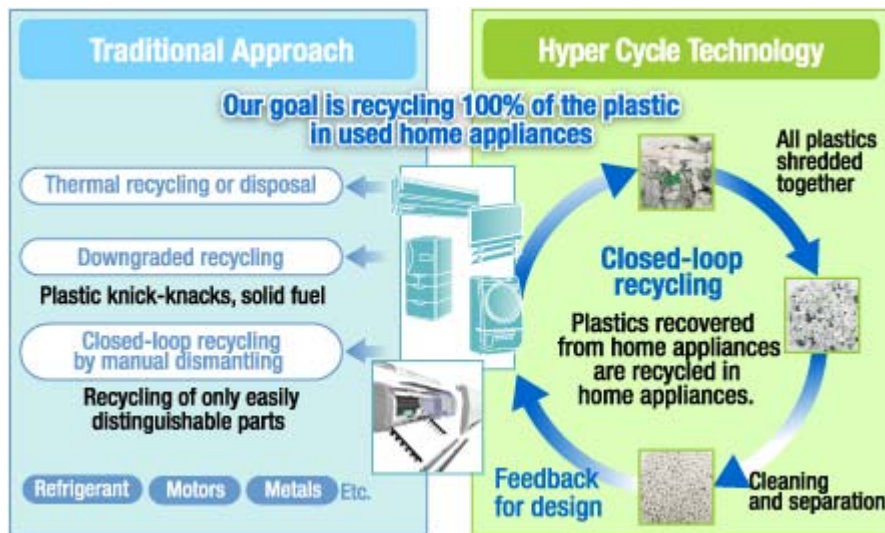 Traditional Approach
Hyper Cycle Technology
Our goal is recycling 100% of the plastic
in used home appliances
Thermal recycling or disposal
Downgraded recycling
Plastic knick-knacks, solid fuel
Closed-loop recycling
by manual dismantling
Recycling of only easily
distinguishable parts
Refrigerant
Motors
Metals
Etc.
All plastics
shredded
together
Closed-loop
recycling
Plastics recovered
from home appliances
are recycled in
home appliances.
Feedback
for design
Cleaning
and separation